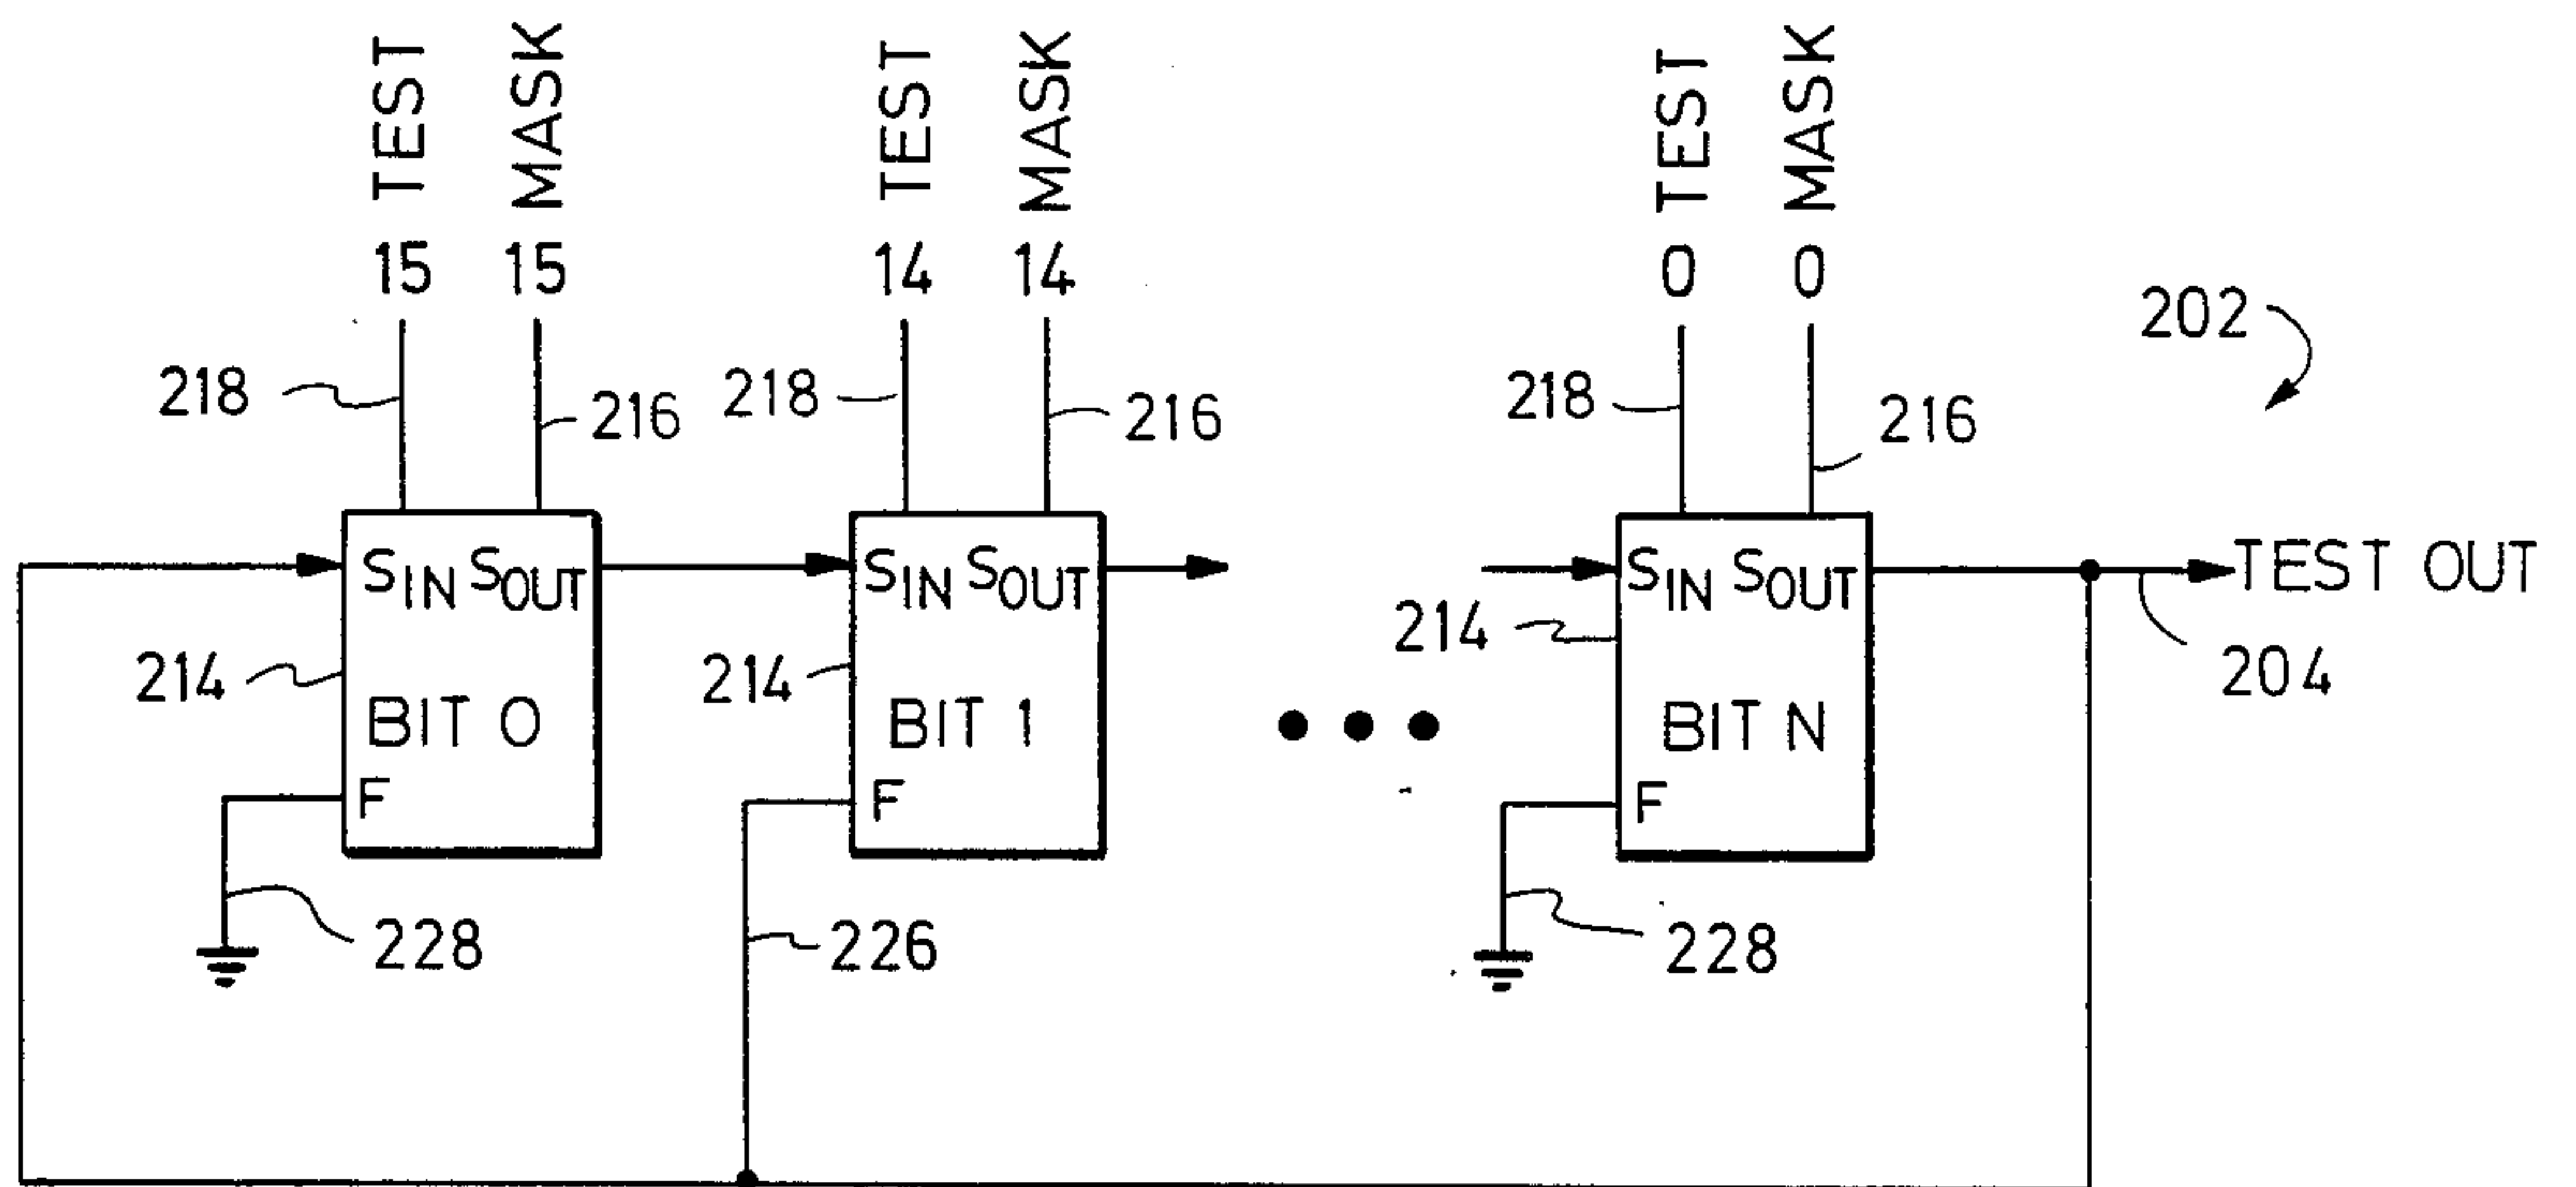 15 TEST
15 MASK
14 TEST
14 MASK
0 TEST
0 MASK
202
218
216
218
216
218
216
SIN SOUT
SIN SOUT
SIN SOUT
TEST OUT
214
214
214
204
BIT 0
BIT 1
BIT N
F
F
F
228
226
228